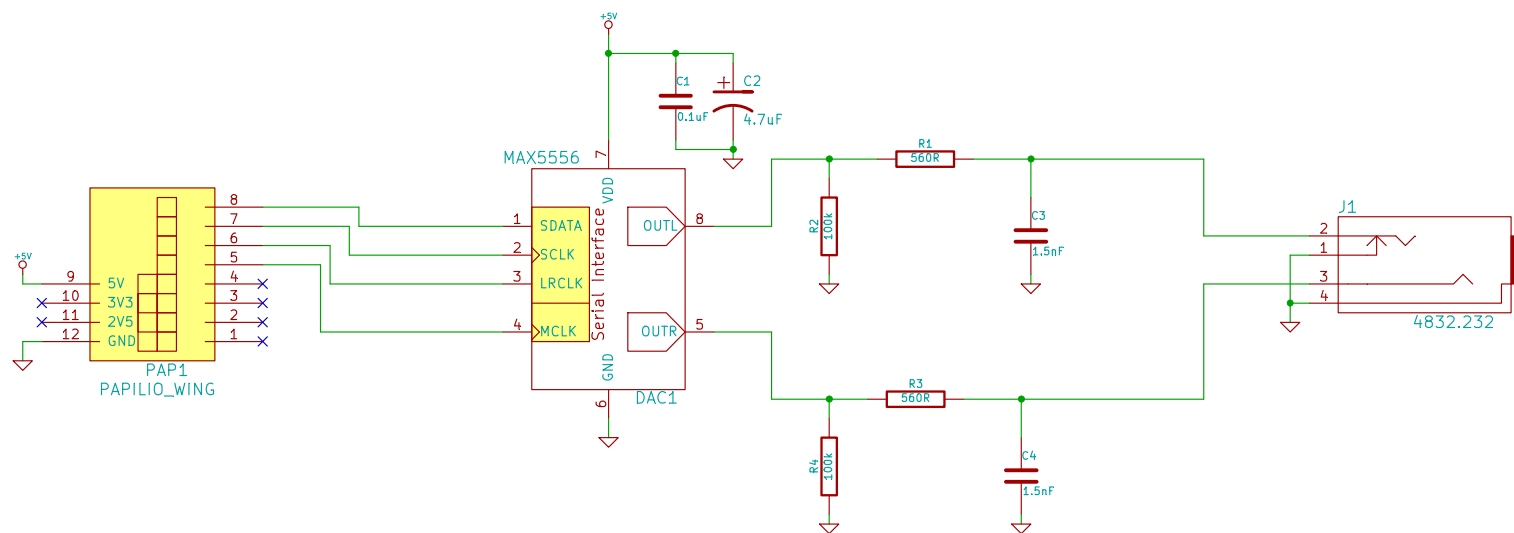 +5V
C1
0.1uF
C2
4.7uF
MAX5556
7
VDD
1 SDATA
2 SCLK
3 LRCLK
4 MCLK
Serial Interface
OUTL 8
OUTR 5
GND
6
DAC1
8
7
6
5
4
3
2
1
+5V
9 5V
10 3V3
11 2V5
12 GND
PAP1
PAPILIO_WING
R1
560R
R2
100k
C3
1.5nF
R3
560R
R4
100k
C4
1.5nF
J1
2
1
3
4
4832.232